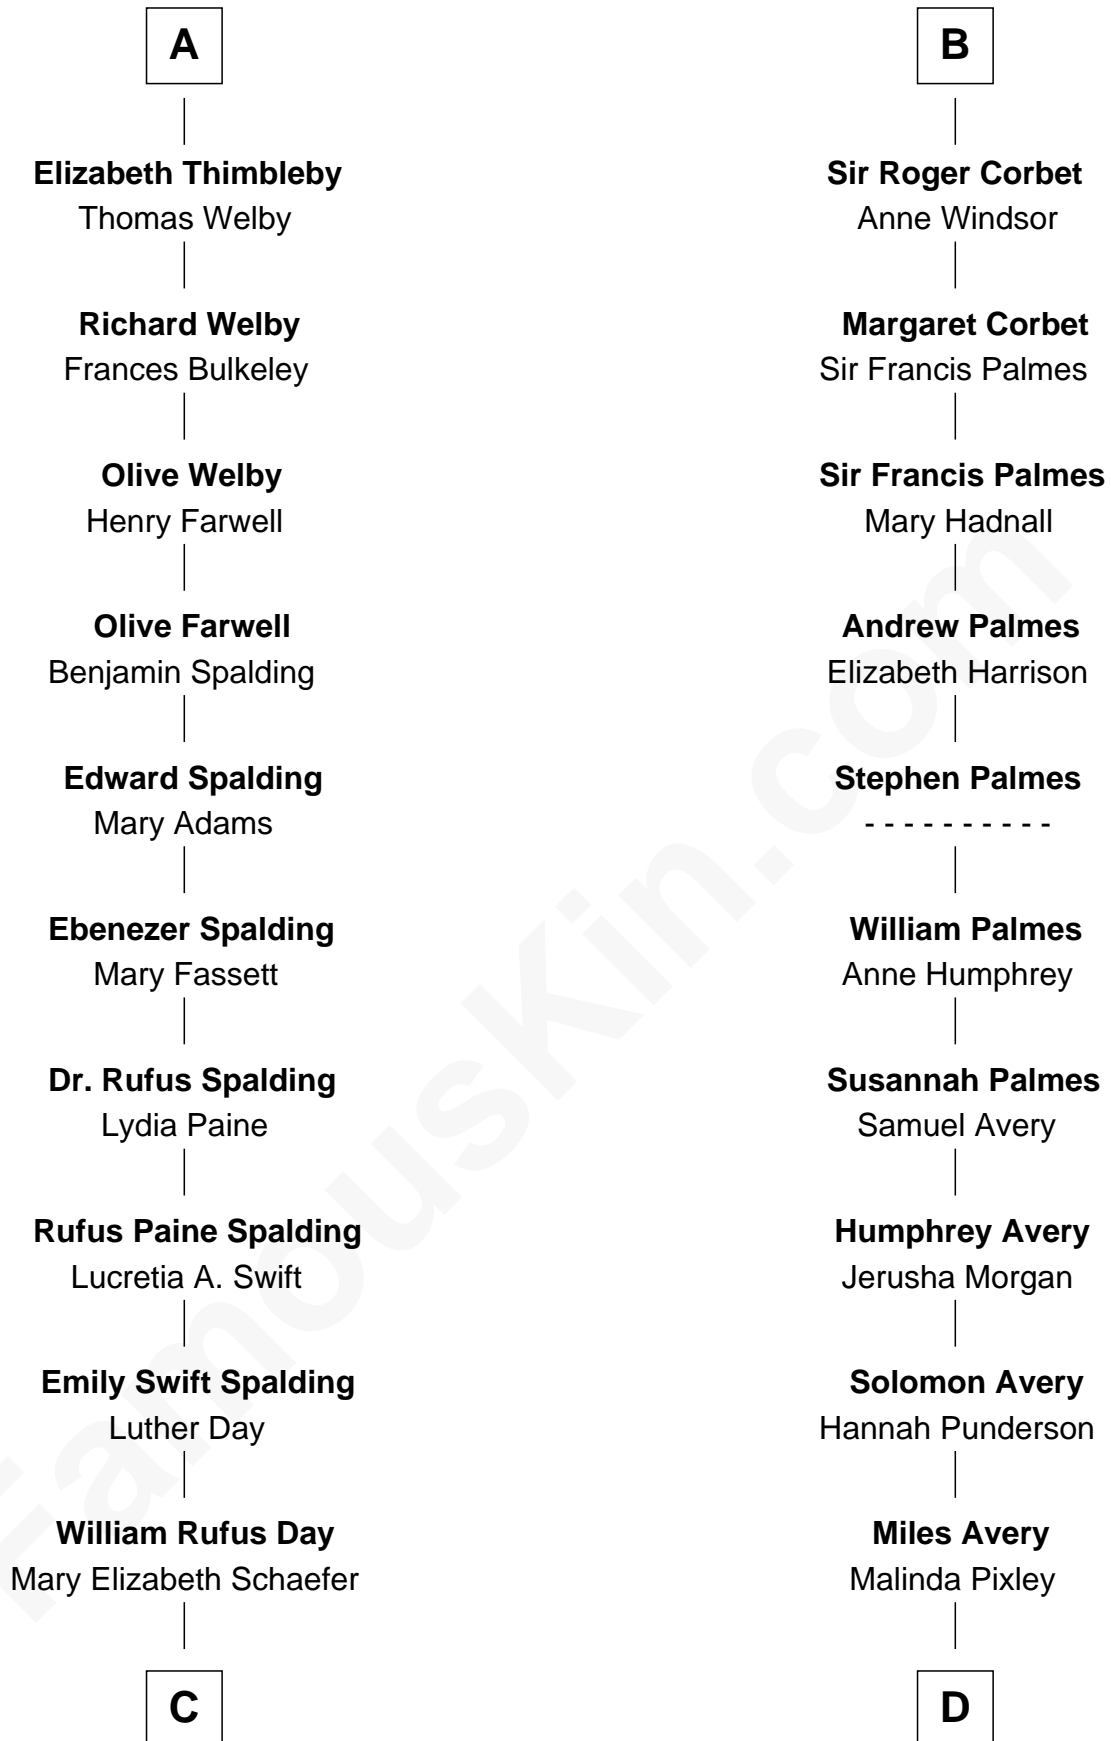 A
Elizabeth Thimbleby
Thomas Welby
Richard Welby
Frances Bulkeley
Olive Welby
Henry Farwell
Olive Farwell
Benjamin Spalding
Edward Spalding
Mary Adams
Ebenezer Spalding
Mary Fassett
Dr. Rufus Spalding
Lydia Paine
Rufus Paine Spalding
Lucretia A. Swift
Emily Swift Spalding
Luther Day
William Rufus Day
Mary Elizabeth Schaefer
C
B
Sir Roger Corbet
Anne Windsor
Margaret Corbet
Sir Francis Palmes
Sir Francis Palmes
Mary Hadnall
Andrew Palmes
Elizabeth Harrison
Stephen Palmes
- - - - - - - - - -
William Palmes
Anne Humphrey
Susannah Palmes
Samuel Avery
Humphrey Avery
Jerusha Morgan
Solomon Avery
Hannah Punderson
Miles Avery
Malinda Pixley
D
FamousKin.com